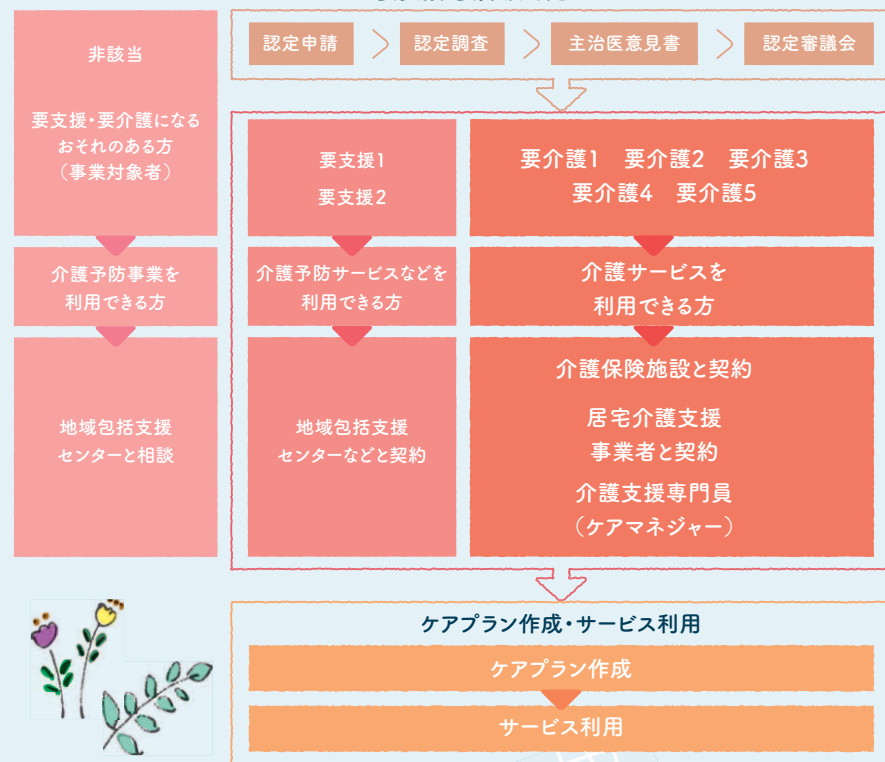 認定申請
認定調査
主治医意見書
認定審議会
非該当
要支援・要介護になる
おそれのある方
（事業対象者）
介護予防事業を
利用できる方
地域包括支援
センターと相談
要支援1
要支援2
介護予防サービスなどを
利用できる方
地域包括支援
センターなどと契約
要介護1 要介護2 要介護3
要介護4 要介護5
介護サービスを
利用できる方
介護保険施設と契約
居宅介護支援
事業者と契約
介護支援専門員
（ケアマネジャー）
ケアプラン作成・サービス利用
ケアプラン作成
サービス利用